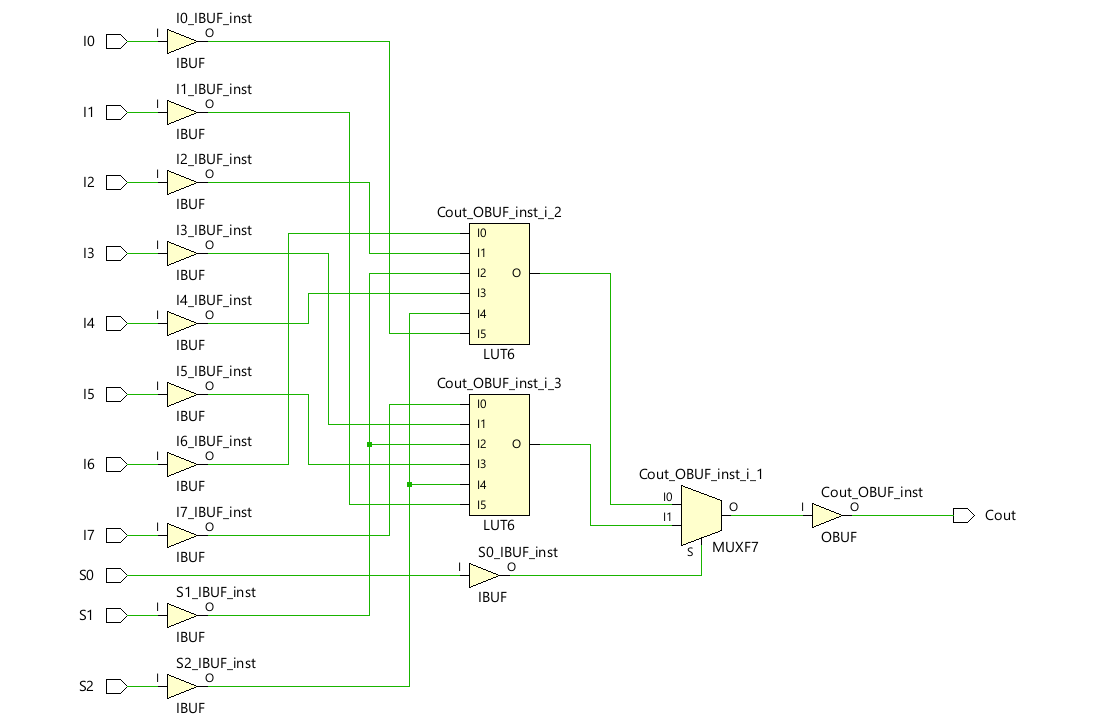 I0_IBUF_inst
I0 I O
IBUF
I1_IBUF_inst
I1 I O
IBUF
I2_IBUF_inst
I2 I O
IBUF
Cout_OBUF_inst_i_2
I3_IBUF_inst
I3 I O
IBUF
I0
I1
I2 O
I3
I4
I5
LUT6
I4_IBUF_inst
I4 I O
IBUF
I5_IBUF_inst
I5 I O
IBUF
Cout_OBUF_inst_i_3
I0
I1
I2 O
I3
I4
I5
LUT6
I6_IBUF_inst
I6 I O
IBUF
I7_IBUF_inst
I7 I O
IBUF
Cout_OBUF_inst_i_1
I0 O
I1
S MUXF7
Cout_OBUF_inst
I O Cout
OBUF
S0_IBUF_inst
S0 I O
IBUF
S1_IBUF_inst
S1 I O
IBUF
S2_IBUF_inst
S2 I O
IBUF